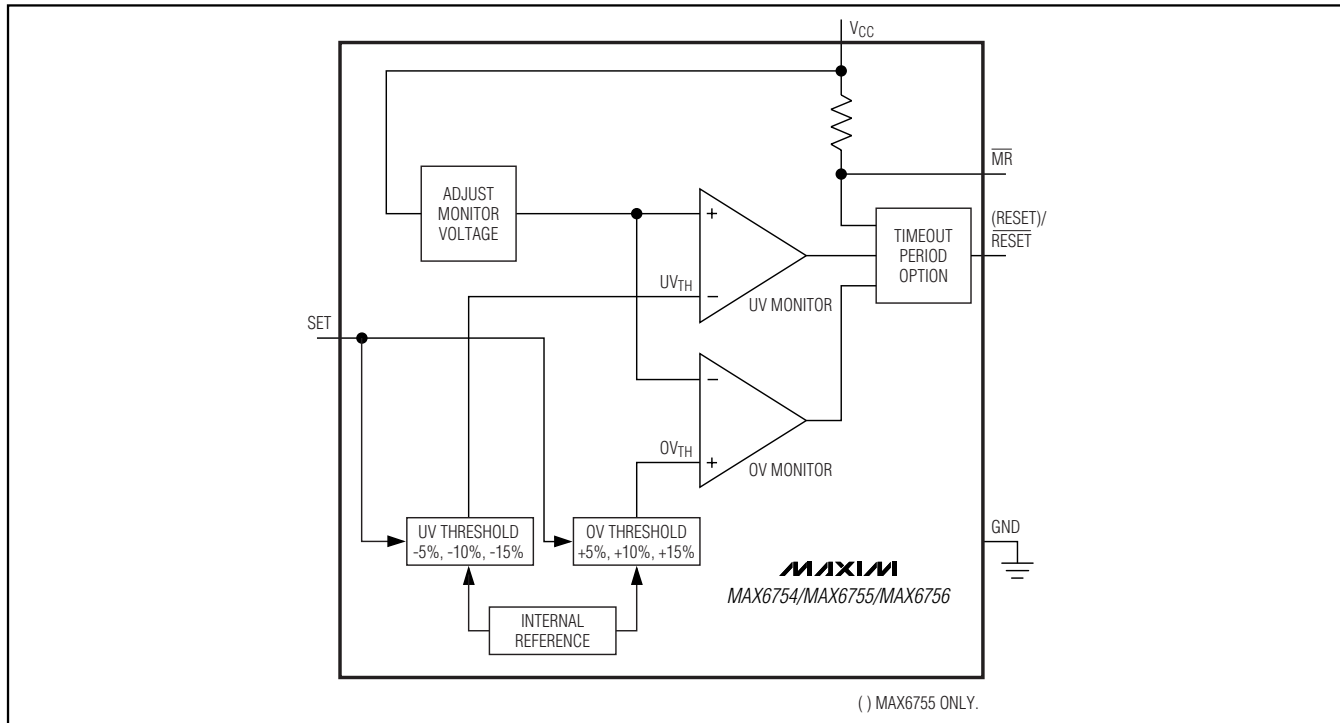 VCC
MR
ADJUST
MONITOR
VOLTAGE
+
(RESET)/
RESET
TIMEOUT
PERIOD
OPTION
UVTH
−
UV MONITOR
SET
−
OVTH
+
OV MONITOR
UV THRESHOLD
-5%, -10%, -15%
OV THRESHOLD
+5%, +10%, +15%
GND
MAXIM
MAX6754/MAX6755/MAX6756
INTERNAL
REFERENCE
( ) MAX6755 ONLY.